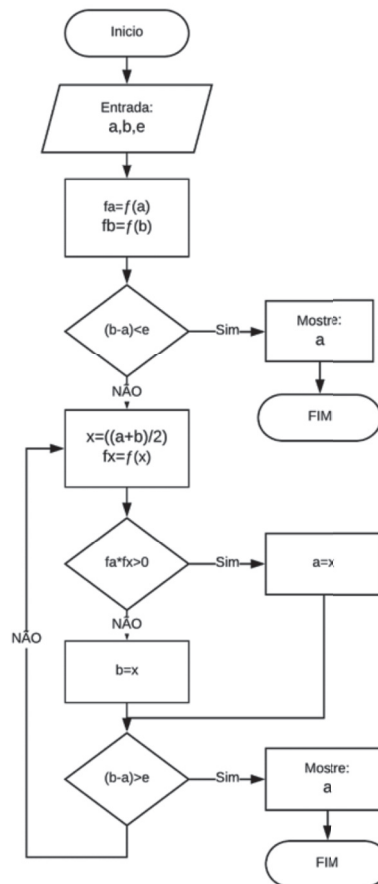 Inicio
Entrada:
a,b,e
fa=ƒ(a)
fb=ƒ(b)
(b-a)<e
Sim
Mostre:
a
NÃO
FIM
x=((a+b)/2)
fx=ƒ(x)
fa*fx>0
Sim
a=x
NÃO
NÃO
b=x
(b-a)>e
Sim
Mostre:
a
FIM